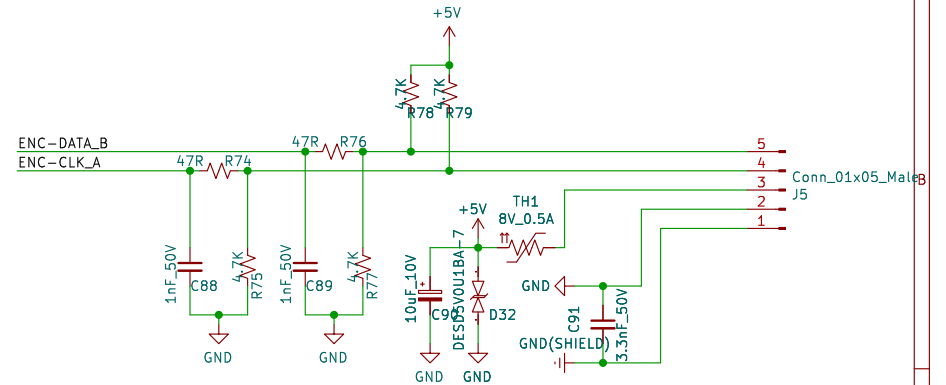 +5V
4.7K
R78
4.7K
R79
ENC-DATA_B
47R
R76
5
ENC-CLK_A
47R
R74
4
Conn_01x05_Male
B
3
J5
TH1
8V_0.5A
2
+5V
1
1nF_50V
C88
4.7K
R75
1nF_50V
C89
4.7K
R77
10uF_10V
+
C90
DESD5V0U1BA-7
D32
GND
C91
3.3nF_50V
GND(SHIELD)
GND
GND
GND
GND